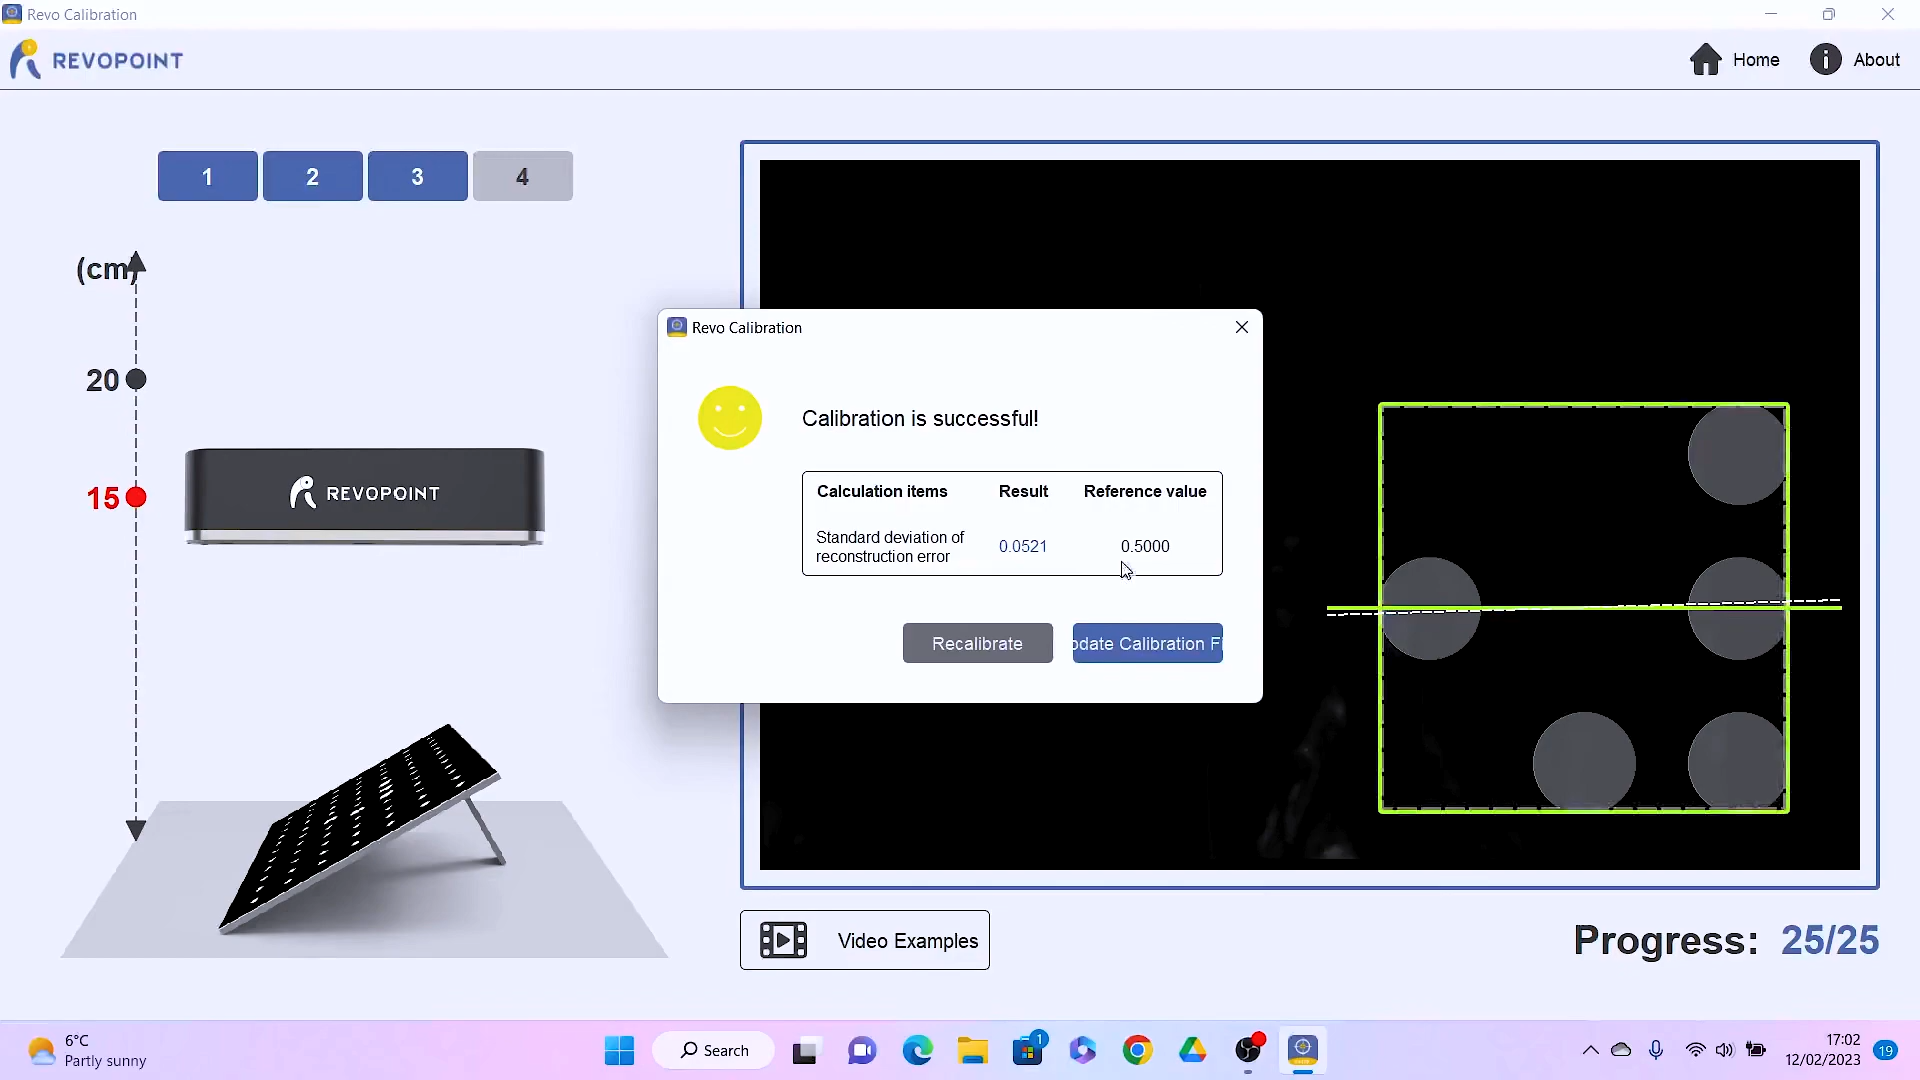 Revo Calibration
REVOPOINT
Home
About
1
2
3
4
(cm)
20
15
REVOPOINT
Revo Calibration
Calibration is successful!
Calculation items Result Reference value
Standard deviation of
reconstruction error
0.0521
0.5000
Recalibrate
pdate Calibration Fi
Video Examples
Progress: 25/25
6°C
Partly sunny
Search
1
17:02
12/02/2023
19